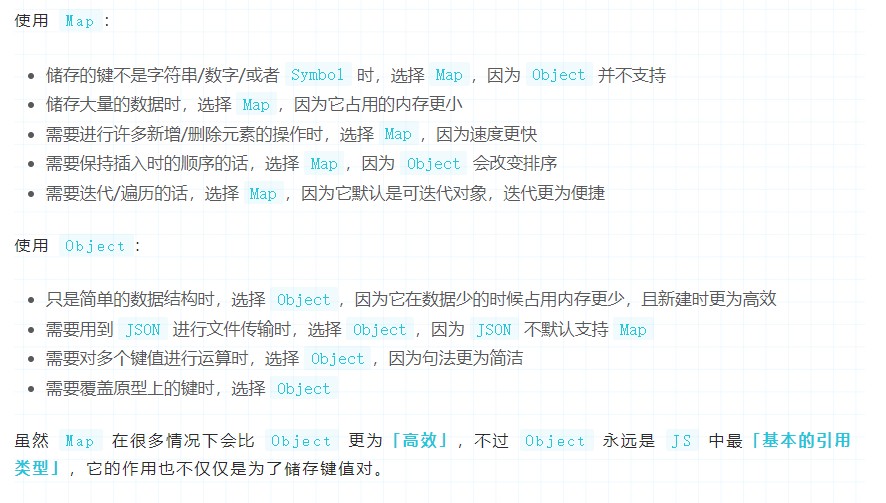 使用 Map：
储存的键不是字符串/数字/或者 Symbol 时，选择 Map，因为 Object 并不支持
储存大量的数据时，选择 Map，因为它占用的内存更小
需要进行许多新增/删除元素的操作时，选择 Map，因为速度更快
需要保持插入时的顺序的话，选择 Map，因为 Object 会改变排序
需要迭代/遍历的话，选择 Map，因为它默认是可迭代对象，迭代更为便捷
使用 Object：
只是简单的数据结构时，选择 Object，因为它在数据少的时候占用内存更少，且新建时更为高效
需要用到 JSON 进行文件传输时，选择 Object，因为 JSON 不默认支持 Map
需要对多个键值进行运算时，选择 Object，因为句法更为简洁
需要覆盖原型上的键时，选择 Object
虽然 Map 在很多情况下会比 Object 更为「高效」，不过 Object 永远是 JS 中最「基本的引用
类型」，它的作用也不仅仅是为了储存键值对。